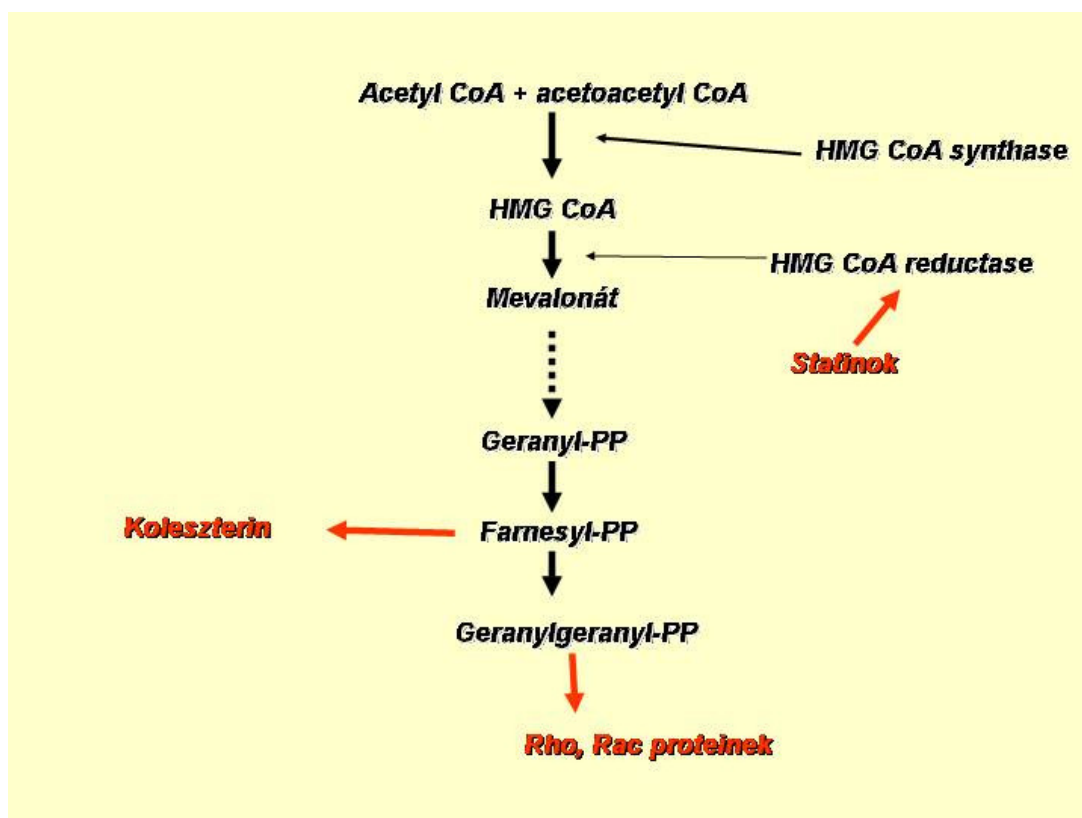 Acetyl CoA + acetoacetyl CoA
HMG CoA synthase
HMG CoA
HMG CoA reductase
Mevalonát
Statinok
Geranyl-PP
Koleszterin
Farnesyl-PP
Geranylgeranyl-PP
Rho, Rac proteinek